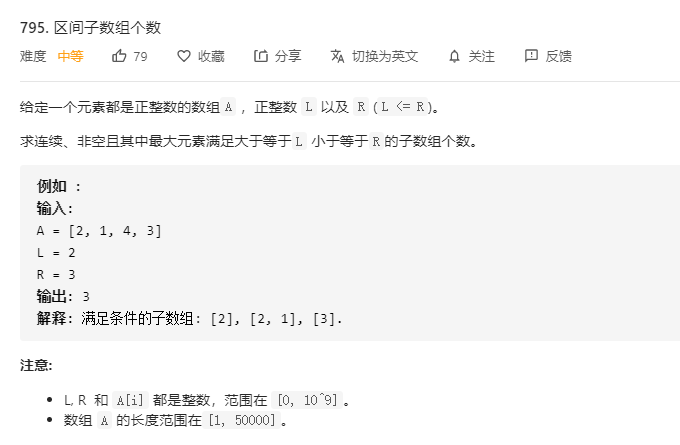 795. 区间子数组个数
难度 中等 79 收藏 分享 切换为英文 关注 反馈
给定一个元素都是正整数的数组 A ，正整数 L 以及 R (L <= R)。
求连续、非空且其中最大元素满足大于等于 L 小于等于 R 的子数组个数。
例如 :
输入:
A = [2, 1, 4, 3]
L = 2
R = 3
输出: 3
解释: 满足条件的子数组: [2], [2, 1], [3].
注意:
L, R 和 A[i] 都是整数，范围在 [0, 10^9]。
数组 A 的长度范围在 [1, 50000] 。